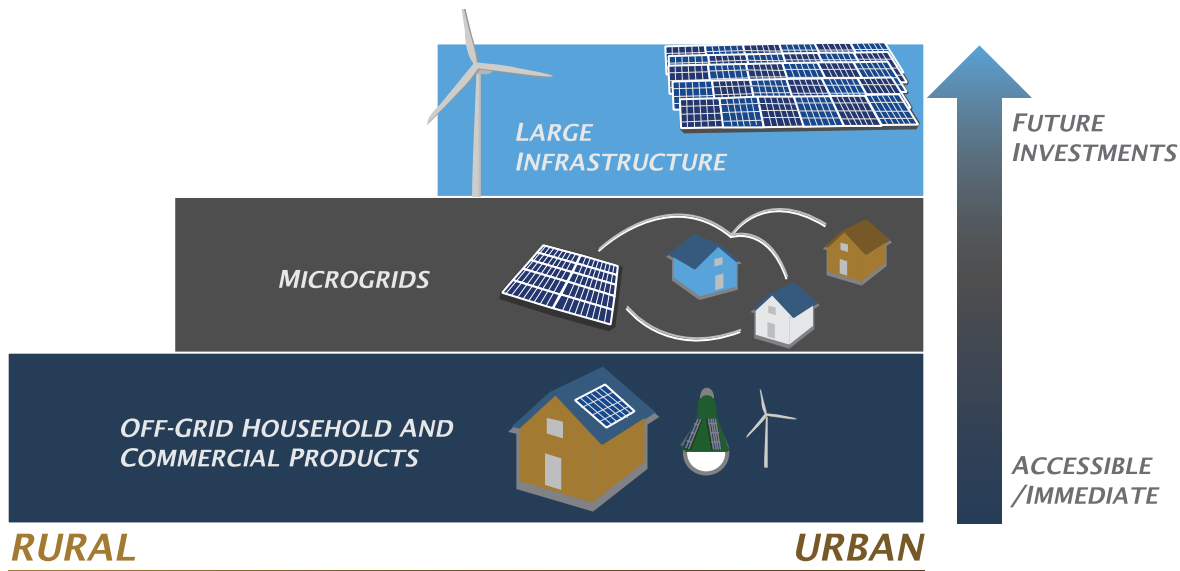 LARGE
INFRASTRUCTURE
FUTURE
INVESTMENTS
MICROGRIDS
OFF-GRID HOUSEHOLD AND
COMMERCIAL PRODUCTS
ACCESSIBLE
/IMMEDIATE
RURAL
URBAN